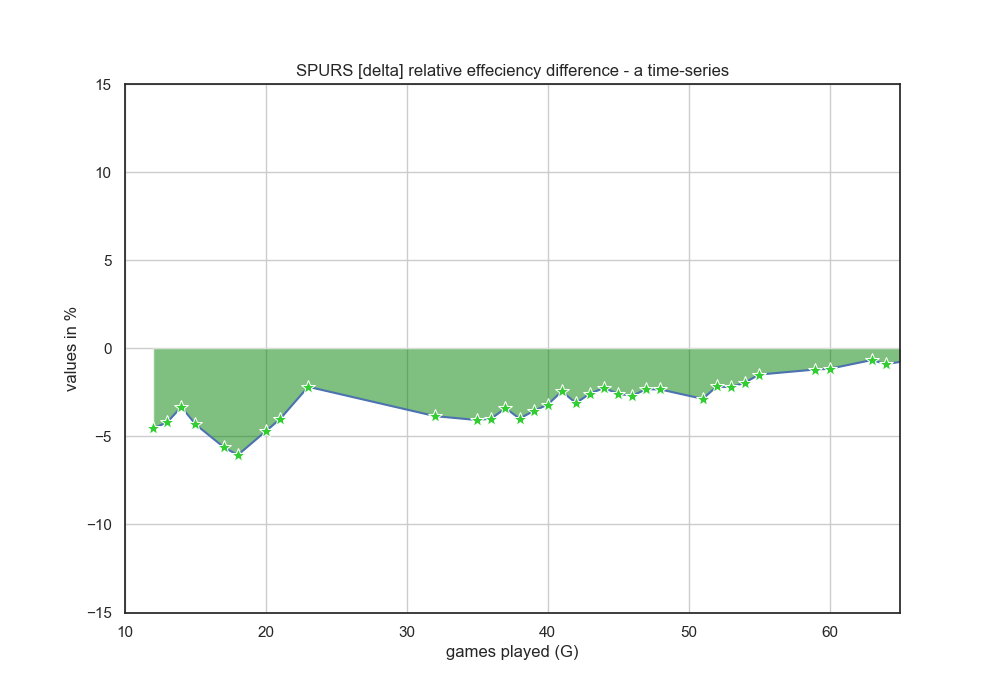 SPURS [delta] relative effeciency difference - a time-series
15
10
5
0
−5
−10
−15
values in %
10 20 30 40 50 60
games played (G)